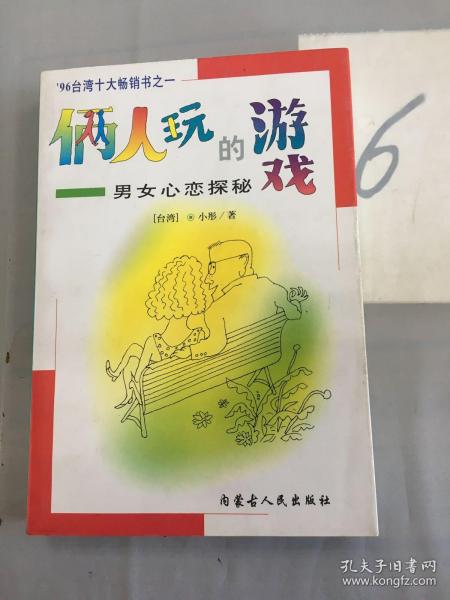 '96台湾十大畅销书之一
俩人玩的游戏
男女心恋探秘
[台湾] 小彤/著
内蒙古人民出版社
6
孔夫子旧书网
www.kongfz.com